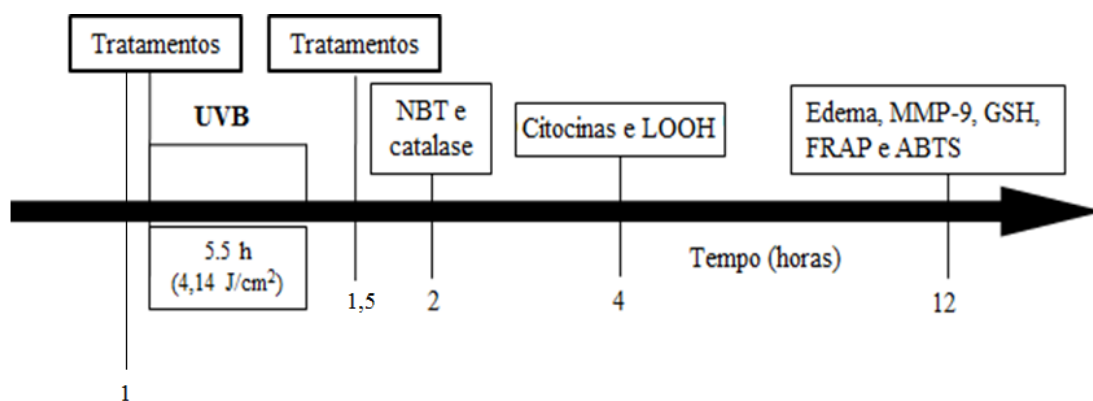 Tratamentos
Tratamentos
UVB
NBT e
catalase
Citocinas e LOOH
Edema, MMP-9, GSH,
FRAP e ABTS
5.5 h
(4,14 J/cm²)
Tempo (horas)
1,5
2
4
12
1